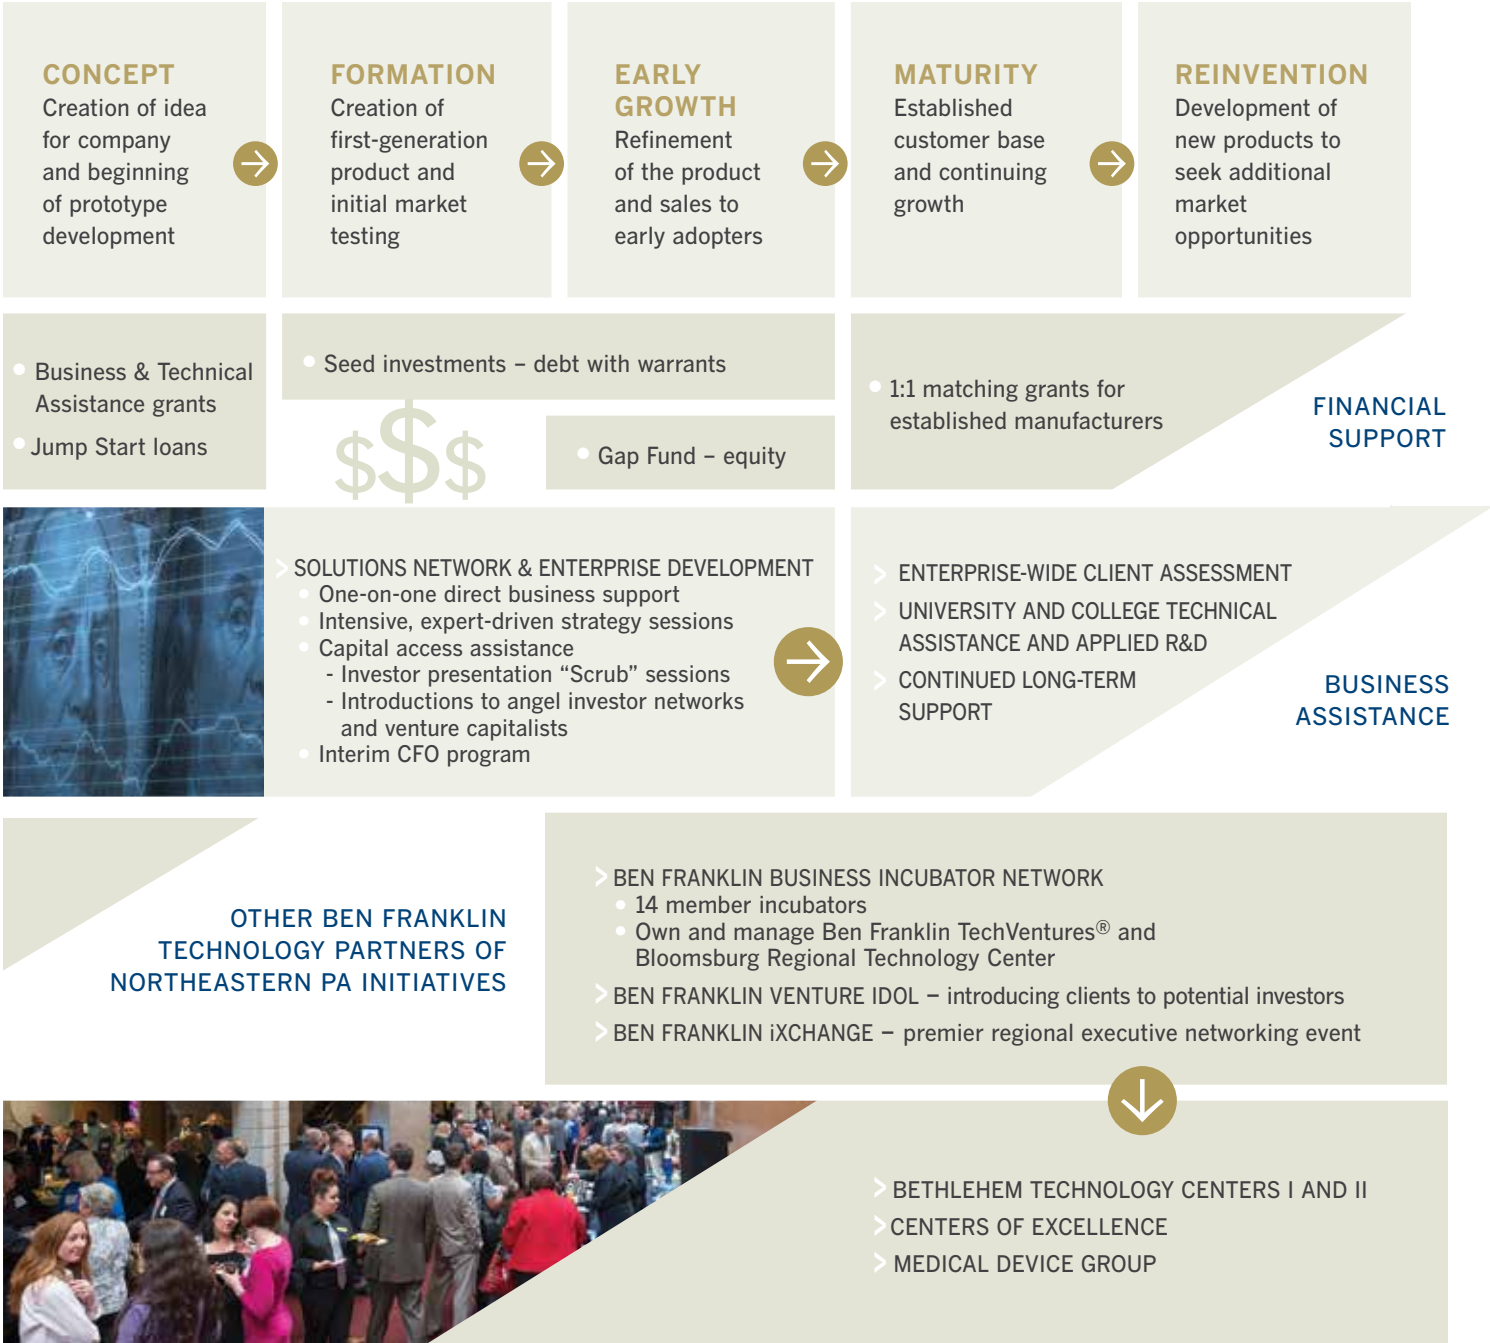 CONCEPT
Creation of idea
for company
and beginning
of prototype
development
FORMATION
Creation of
first-generation
product and
initial market
testing
EARLY
GROWTH
Refinement
of the product
and sales to
early adopters
MATURITY
Established
customer base
and continuing
growth
REINVENTION
Development of
new products to
seek additional
market
opportunities
• Business & Technical
Assistance grants
• Jump Start loans
• Seed investments – debt with warrants
$$$
• Gap Fund – equity
• 1:1 matching grants for
established manufacturers
FINANCIAL
SUPPORT
> SOLUTIONS NETWORK & ENTERPRISE DEVELOPMENT
• One-on-one direct business support
• Intensive, expert-driven strategy sessions
• Capital access assistance
- Investor presentation “Scrub” sessions
- Introductions to angel investor networks
and venture capitalists
• Interim CFO program
> ENTERPRISE-WIDE CLIENT ASSESSMENT
> UNIVERSITY AND COLLEGE TECHNICAL
ASSISTANCE AND APPLIED R&D
> CONTINUED LONG-TERM
SUPPORT
BUSINESS
ASSISTANCE
OTHER BEN FRANKLIN
TECHNOLOGY PARTNERS OF
NORTHEASTERN PA INITIATIVES
> BEN FRANKLIN BUSINESS INCUBATOR NETWORK
• 14 member incubators
• Own and manage Ben Franklin TechVentures® and
Bloomsburg Regional Technology Center
> BEN FRANKLIN VENTURE IDOL – introducing clients to potential investors
> BEN FRANKLIN iXCHANGE – premier regional executive networking event
> BETHLEHEM TECHNOLOGY CENTERS I AND II
> CENTERS OF EXCELLENCE
> MEDICAL DEVICE GROUP